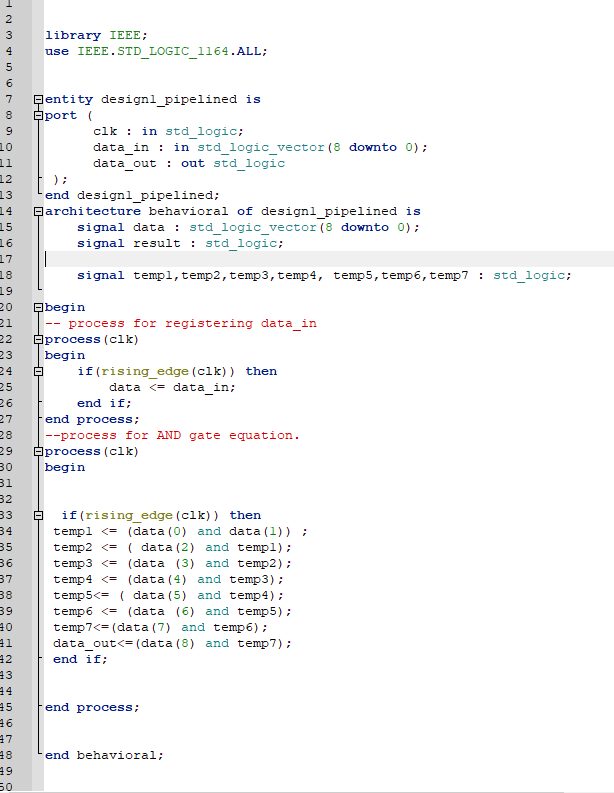 1
2
3 library IEEE;
4 use IEEE.STD_LOGIC_1164.ALL;
5
6
7 entity design1_pipelined is
8 port (
9 clk : in std_logic;
10 data_in : in std_logic_vector(8 downto 0);
11 data_out : out std_logic
12 );
13 end design1_pipelined;
14 architecture behavioral of design1_pipelined is
15 signal data : std_logic_vector(8 downto 0);
16 signal result : std_logic;
17
18 signal temp1,temp2,temp3,temp4, temp5,temp6,temp7 : std_logic;
19
20 begin
21 -- process for registering data_in
22 process(clk)
23 begin
24 if(rising_edge(clk)) then
25 data <= data_in;
26 end if;
27 end process;
28 --process for AND gate equation.
29 process(clk)
30 begin
31
32
33 if(rising_edge(clk)) then
34 temp1 <= (data(0) and data(1)) ;
35 temp2 <= ( data(2) and temp1);
36 temp3 <= (data (3) and temp2);
37 temp4 <= (data(4) and temp3);
38 temp5<= ( data(5) and temp4);
39 temp6 <= (data (6) and temp5);
40 temp7<=(data(7) and temp6);
41 data_out<=(data(8) and temp7);
42 end if;
43
44
45 end process;
46
47
48 end behavioral;
49
50